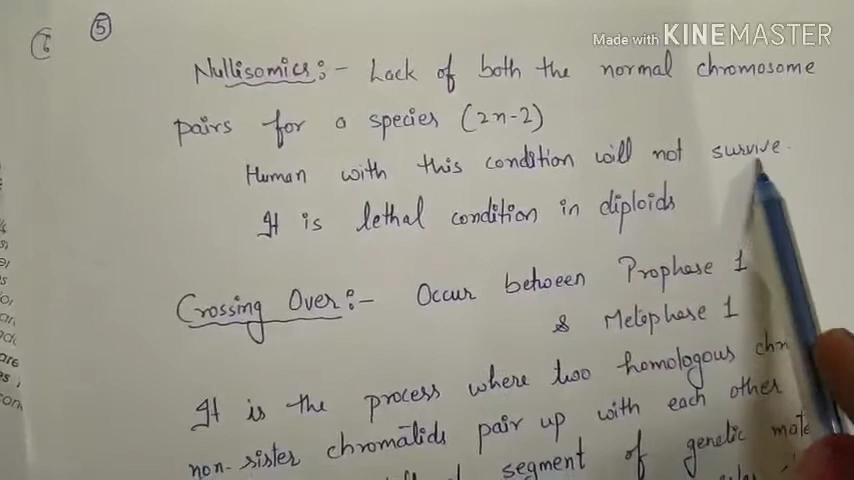 Made with KINEMASTER
6
5
Nullisomics :- Lack of both the normal chromosome
pairs for a species (2n-2)
Human with this condition will not survive.
It is lethal condition in diploids
Crossing Over :- Occur between Prophase 1
& Metophase 1
It is the process where two homologous
non-sister chromatids pair up with each other
segment of genetic